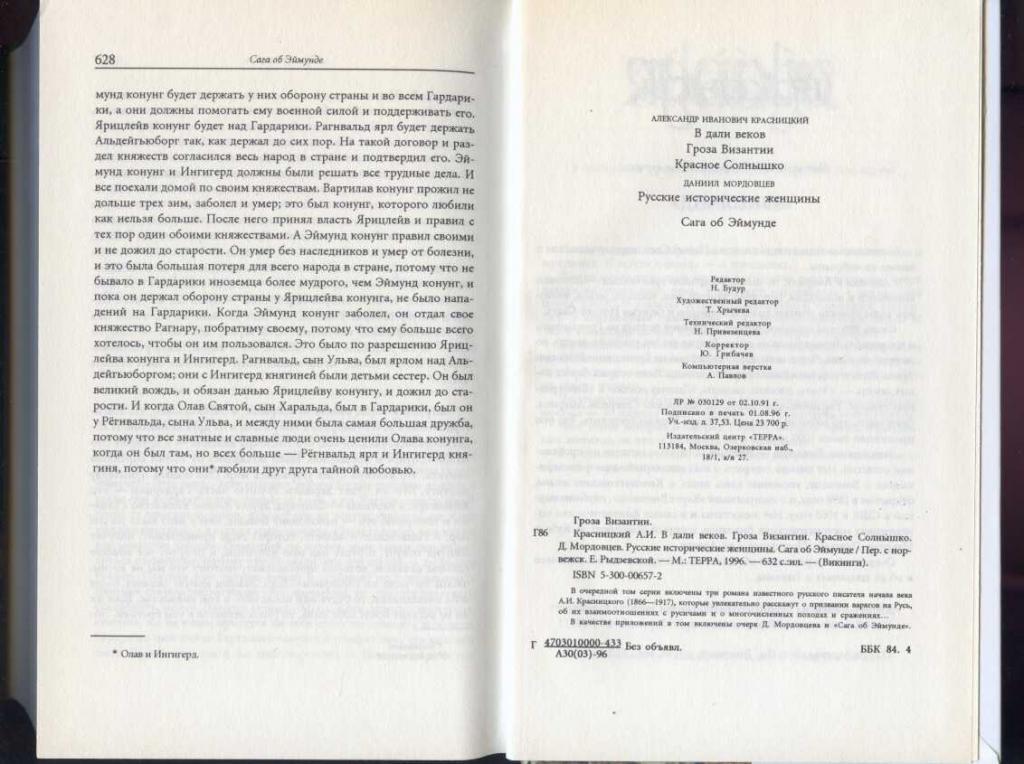 628
Сага об Эймунде
мунд конунг будет держать у них оборону страны и во всем Гардари-
ки, а они должны помогать ему военной силой и поддерживать его.
Ярицлейв конунг будет над Гардарики. Рагнвальд ярл будет держать
Альдейгьюборг так, как держал до сих пор. На такой договор и раз-
дел княжеств согласился весь народ в стране и подтвердил его. Эй-
мунд конунг и Ингигерд должны были решать все трудные дела. И
все поехали домой по своим княжествам. Вартилав конунг прожил не
дольше трех зим, заболел и умер; это был конунг, которого любили
как нельзя больше. После него принял власть Ярицлейв и правил с
тех пор один обоими княжествами. А Эймунд конунг правил своими
и не дожил до старости. Он умер без наследников и умер от болезни,
и это была большая потеря для всего народа в стране, потому что не
бывало в Гардарики иноземца более мудрого, чем Эймунд конунг, и
пока он держал оборону страны у Ярицлейва конунга, не было напа-
дений на Гардарики. Когда Эймунд конунг заболел, он отдал свое
княжество Рагнару, побратиму своему, потому что ему больше всего
хотелось, чтобы он им пользовался. Это было по разрешению Яриц-
лейва конунга и Ингигерд. Рагнвальд, сын Ульва, был ярлом над Аль-
дейгьюборгом; они с Ингигерд княгиней были детьми сестер. Он был
великий вождь, и обязан данью Ярицлейву конунгу, и дожил до ста-
рости. И когда Олав Святой, сын Харальда, был в Гардарики, был он
у Рёгнвальда, сына Ульва, и между ними была самая большая дружба,
потому что все знатные и славные люди очень ценили Олава конунга,
когда он был там, но всех больше — Рёгнвальд ярл и Ингигерд кня-
гиня, потому что они* любили друг друга тайной любовью.
* Олав и Ингигерд.
АЛЕКСАНДР ИВАНОВИЧ КРАСНИЦКИЙ
В дали веков
Гроза Византии
Красное Солнышко
ДАНИИЛ МОРДОВЦЕВ
Русские исторические женщины
Сага об Эймунде
Редактор
Н. Будур
Художественный редактор
Т. Хрычева
Технический редактор
Н. Привезенцева
Корректор
Ю. Грибачев
Компьютерная верстка
А. Павлов
ЛР № 030129 от 02.10.91 г.
Подписано в печать 01.08.96 г.
Уч.-изд. л. 37,53. Цена 23 700 р.
Издательский центр «ТЕРРА».
113184, Москва, Озерковская наб.,
18/1, а/я 27.
Гроза Византии.
Г86 Красницкий А.И. В дали веков. Гроза Византии. Красное Солнышко.
Д. Мордовцев. Русские исторические женщины. Сага об Эймунде / Пер. с нор-
вежск. Е. Рыдзевской. — М.: ТЕРРА, 1996. — 632 с.:ил. — (Викинги).
ISBN 5-300-00657-2
В очередной том серии включены три романа известного русского писателя начала века
А.И. Красницкого (1866—1917), которые увлекательно расскажут о призвании варягов на Русь,
об их взаимоотношениях с русичами и о многочисленных походах и сражениях...
В качестве приложений в том включены очерк Д. Мордовцева и «Сага об Эймунде».
Г 4703010000-433 Без объявл.
А30(03)-96
ББК 84. 4